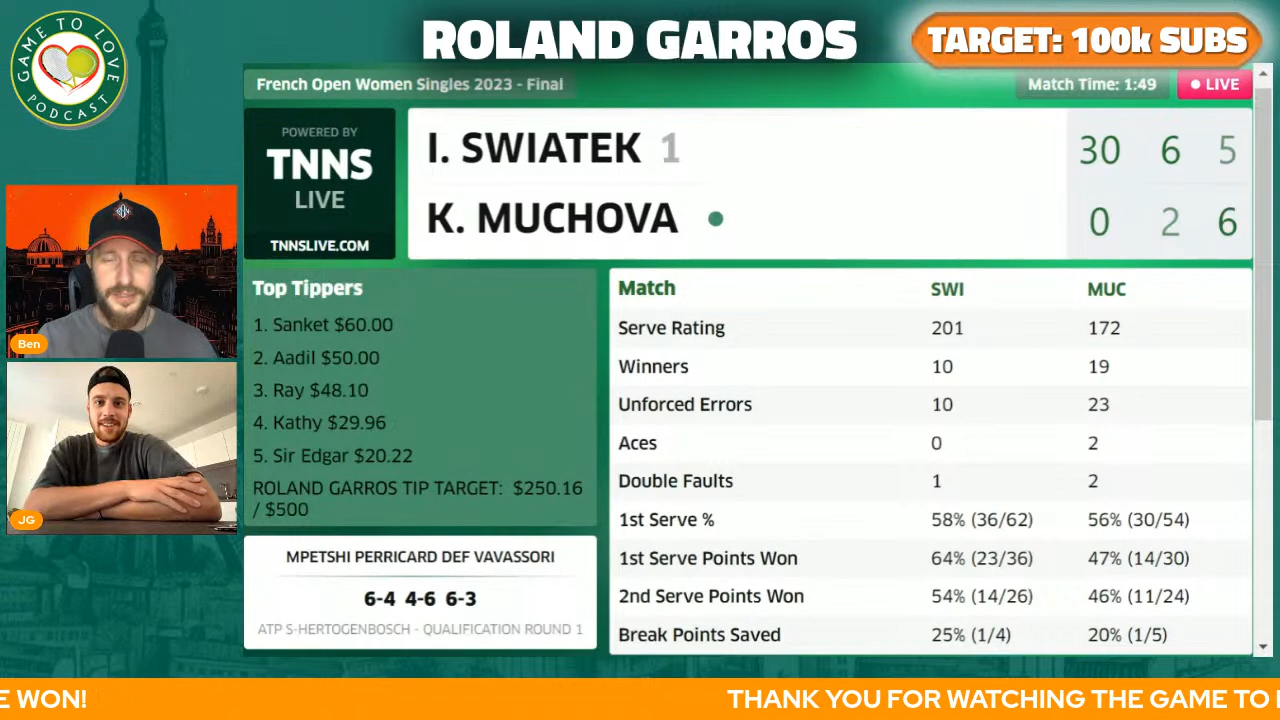 GAME TO LOVE
PODCAST
ROLAND GARROS
TARGET: 100k SUBS
French Open Women Singles 2023 - Final
Match Time: 1:49
LIVE
POWERED BY
TNNS
LIVE
TNNSLIVE.COM
I. SWIATEK 1 30 6 5
K. MUCHOVA 0 2 6
Ben
JG
Top Tippers
1. Sanket $60.00
2. Aadil $50.00
3. Ray $48.10
4. Kathy $29.96
5. Sir Edgar $20.22
ROLAND GARROS TIP TARGET: $250.16
/ $500
MPETSHI PERRICARD DEF VAVASSORI
6-4 4-6 6-3
ATP S-HERTOGENBOSCH - QUALIFICATION ROUND 1
Match SWI MUC
Serve Rating 201 172
Winners 10 19
Unforced Errors 10 23
Aces 0 2
Double Faults 1 2
1st Serve % 58% (36/62) 56% (30/54)
1st Serve Points Won 64% (23/36) 47% (14/30)
2nd Serve Points Won 54% (14/26) 46% (11/24)
Break Points Saved 25% (1/4) 20% (1/5)
E WON! THANK YOU FOR WATCHING THE GAME TO